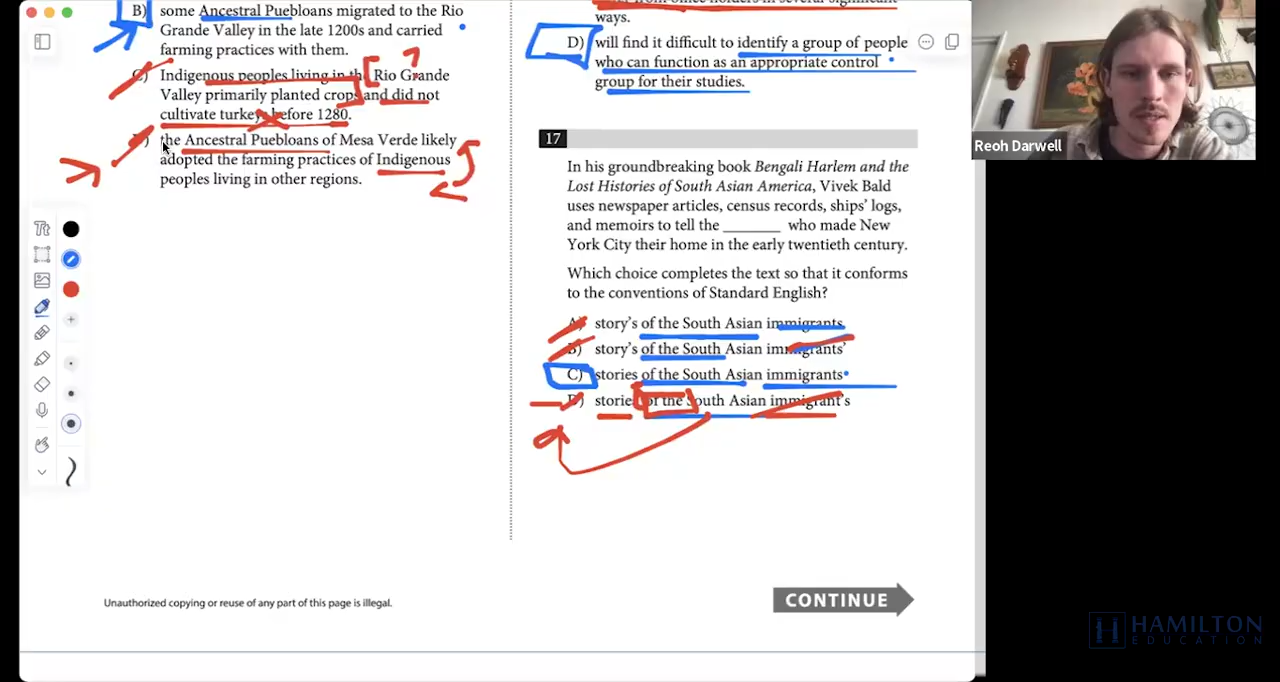 B) some Ancestral Puebloans migrated to the Rio
Grande Valley in the late 1200s and carried
farming practices with them.
C) Indigenous peoples living in the Rio Grande
Valley primarily planted crops and did not
cultivate turkeys before 1280.
D) the Ancestral Puebloans of Mesa Verde likely
adopted the farming practices of Indigenous
peoples living in other regions.
Unauthorized copying or reuse of any part of this page is illegal.
ways.
D) will find it difficult to identify a group of people
who can function as an appropriate control
group for their studies.
17
In his groundbreaking book Bengali Harlem and the
Lost Histories of South Asian America, Vivek Bald
uses newspaper articles, census records, ships' logs,
and memoirs to tell the _______ who made New
York City their home in the early twentieth century.
Which choice completes the text so that it conforms
to the conventions of Standard English?
A) story's of the South Asian immigrants
B) story's of the South Asian immigrants'
C) stories of the South Asian immigrants
D) stories of the South Asian immigrant's
CONTINUE
Tt
?
Reoh Darwell
HAMILTON
EDUCATION